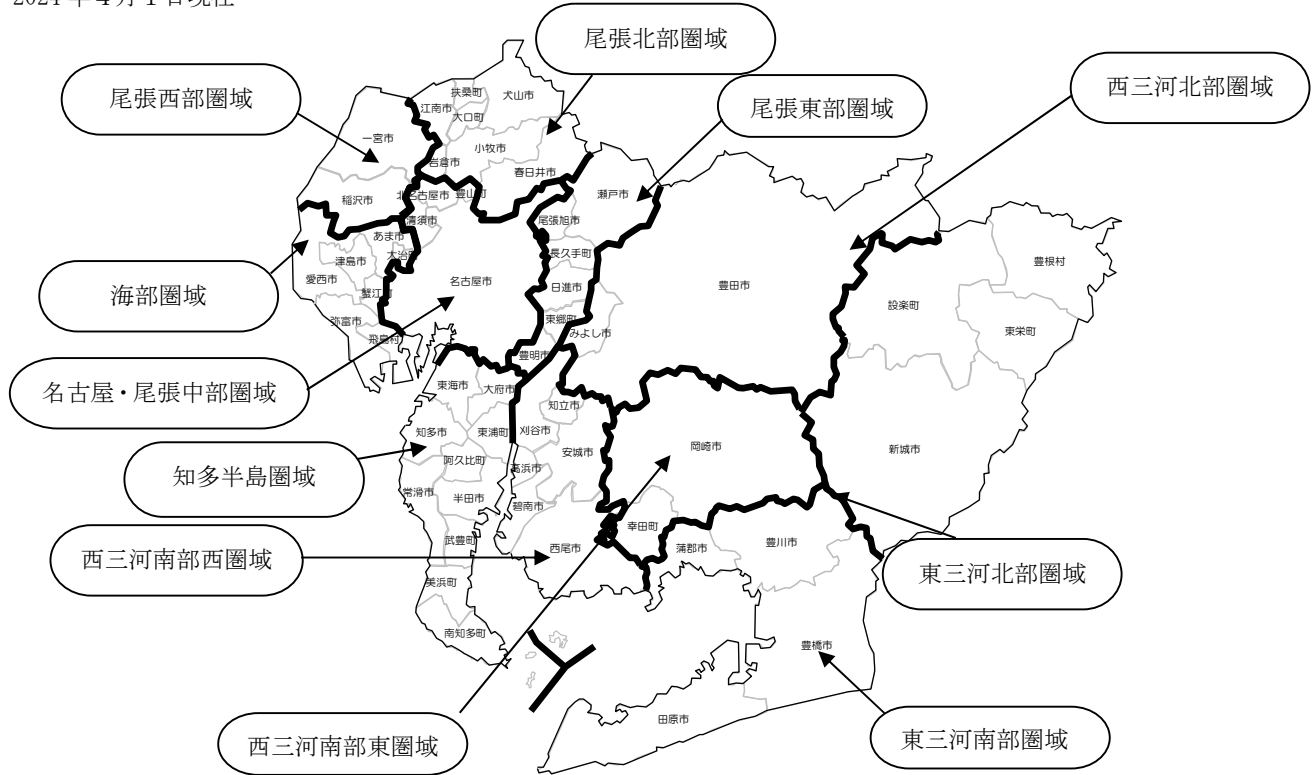 2024年4月1日現在
尾張北部圏域
尾張西部圏域
西三河北部圏域
尾張東部圏域
扶桑町
犬山市
江南市
大口町
一宮市
小牧市
岩倉市
春日井市
瀬戸市
稲沢市
北名古屋市
豊山町
清須市
尾張旭市
あま市
大治町
長久手町
津島市
豊根村
愛西市
名古屋市
豊田市
日進市
蟹江町
設楽町
海部圏域
弥富市
東郷町
みよし市
東栄町
飛島村
豊明市
名古屋・尾張中部圏域
東海市
大府市
知立市
知多市
東浦町
刈谷市
岡崎市
新城市
安城市
阿久比町
高浜市
知多半島圏域
常滑市
半田市
碧南市
幸田町
武豊町
西尾市
蒲郡市
豊川市
西三河南部西圏域
東三河北部圏域
美浜町
南知多町
豊橋市
田原市
西三河南部東圏域
東三河南部圏域